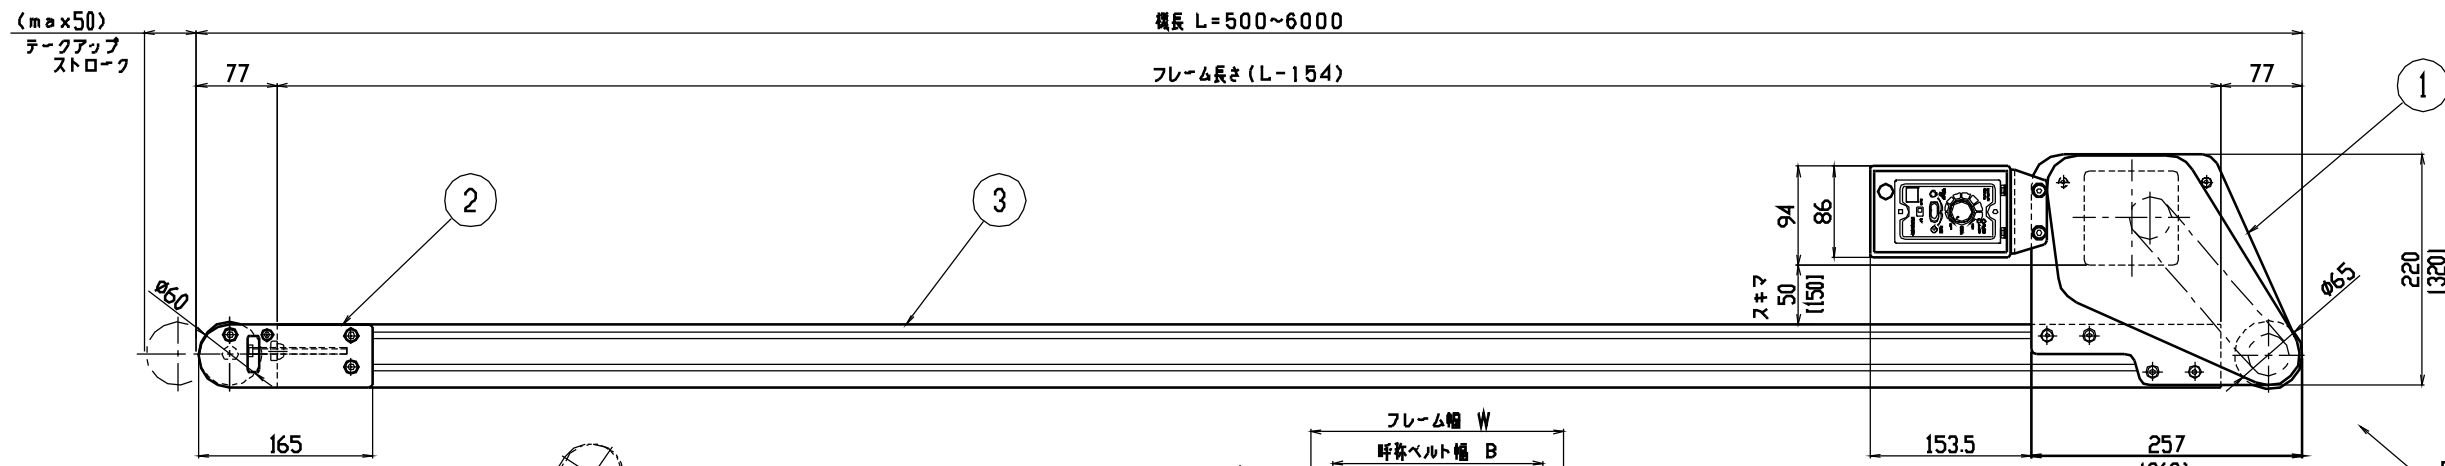 (max50)
テークアップ
ストローク
機長 L=500~6000
77
フレーム長さ(L-154)
77
1
2
3
94
86
スキマ
50
[150]
220
[320]
φ60
φ65
165
フレーム幅 W
呼称ベルト幅 B
153.5
257